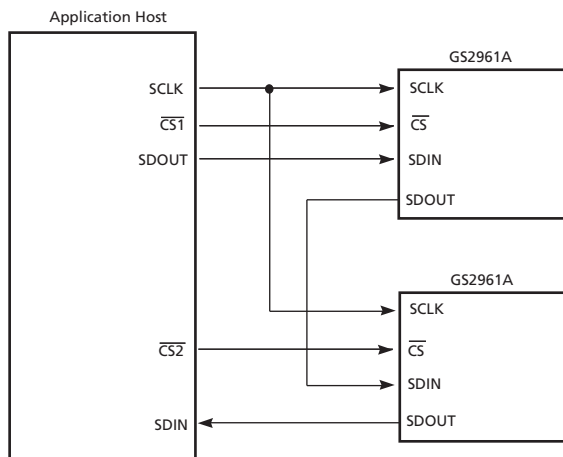 Application Host
SCLK
CS1
SDOUT
CS2
SDIN
GS2961A
SCLK
CS
SDIN
SDOUT
GS2961A
SCLK
CS
SDIN
SDOUT